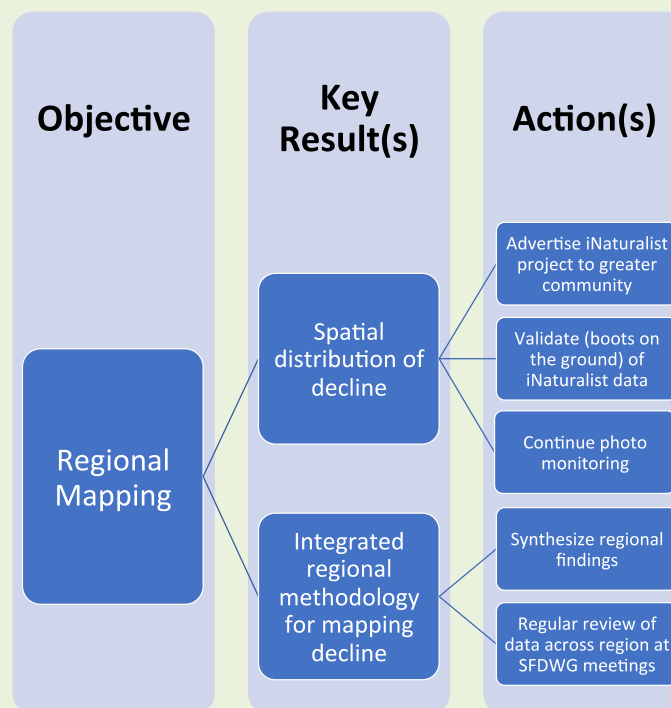 Objective
Key
Result(s)
Action(s)
Regional
Mapping
Spatial
distribution of
decline
Integrated
regional
methodology
for mapping
decline
Advertise iNaturalist
project to greater
community
Validate (boots on
the ground) of
iNaturalist data
Continue photo
monitoring
Synthesize regional
findings
Regular review of
data across region at
SFDWG meetings